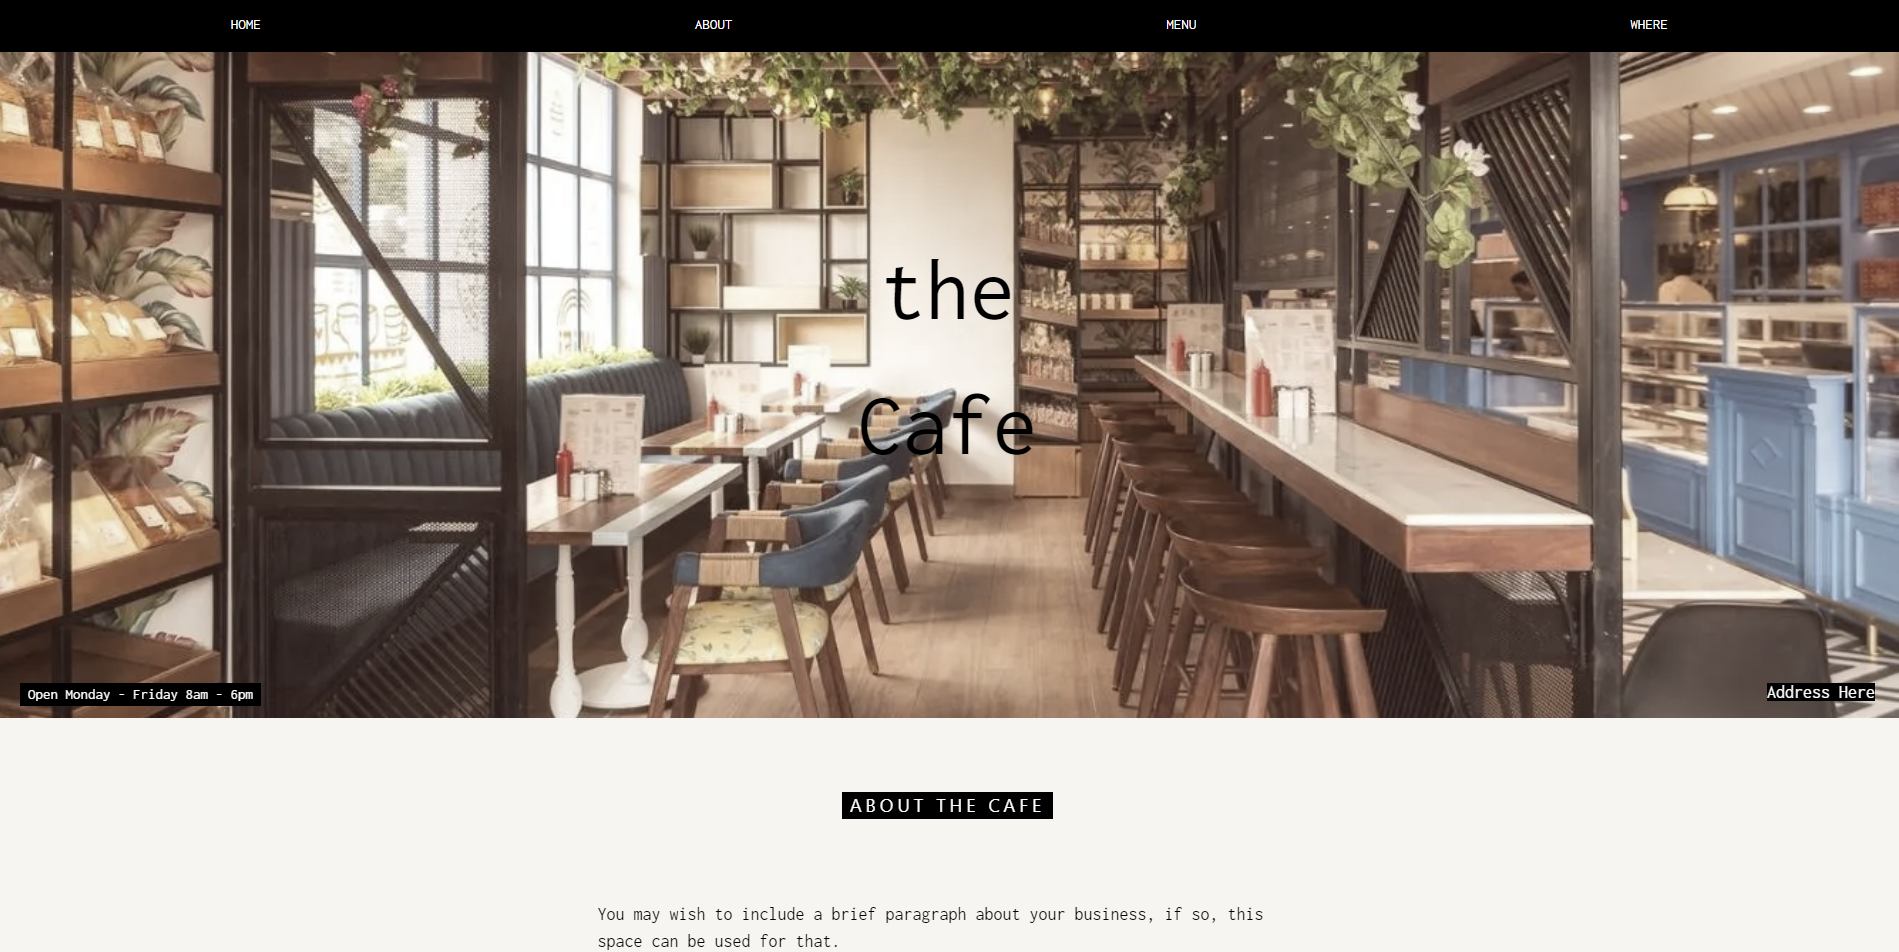 HOME
ABOUT
MENU
WHERE
the
Cafe
Open Monday - Friday 8am - 6pm
Address Here
ABOUT THE CAFE
You may wish to include a brief paragraph about your business, if so, this
space can be used for that.